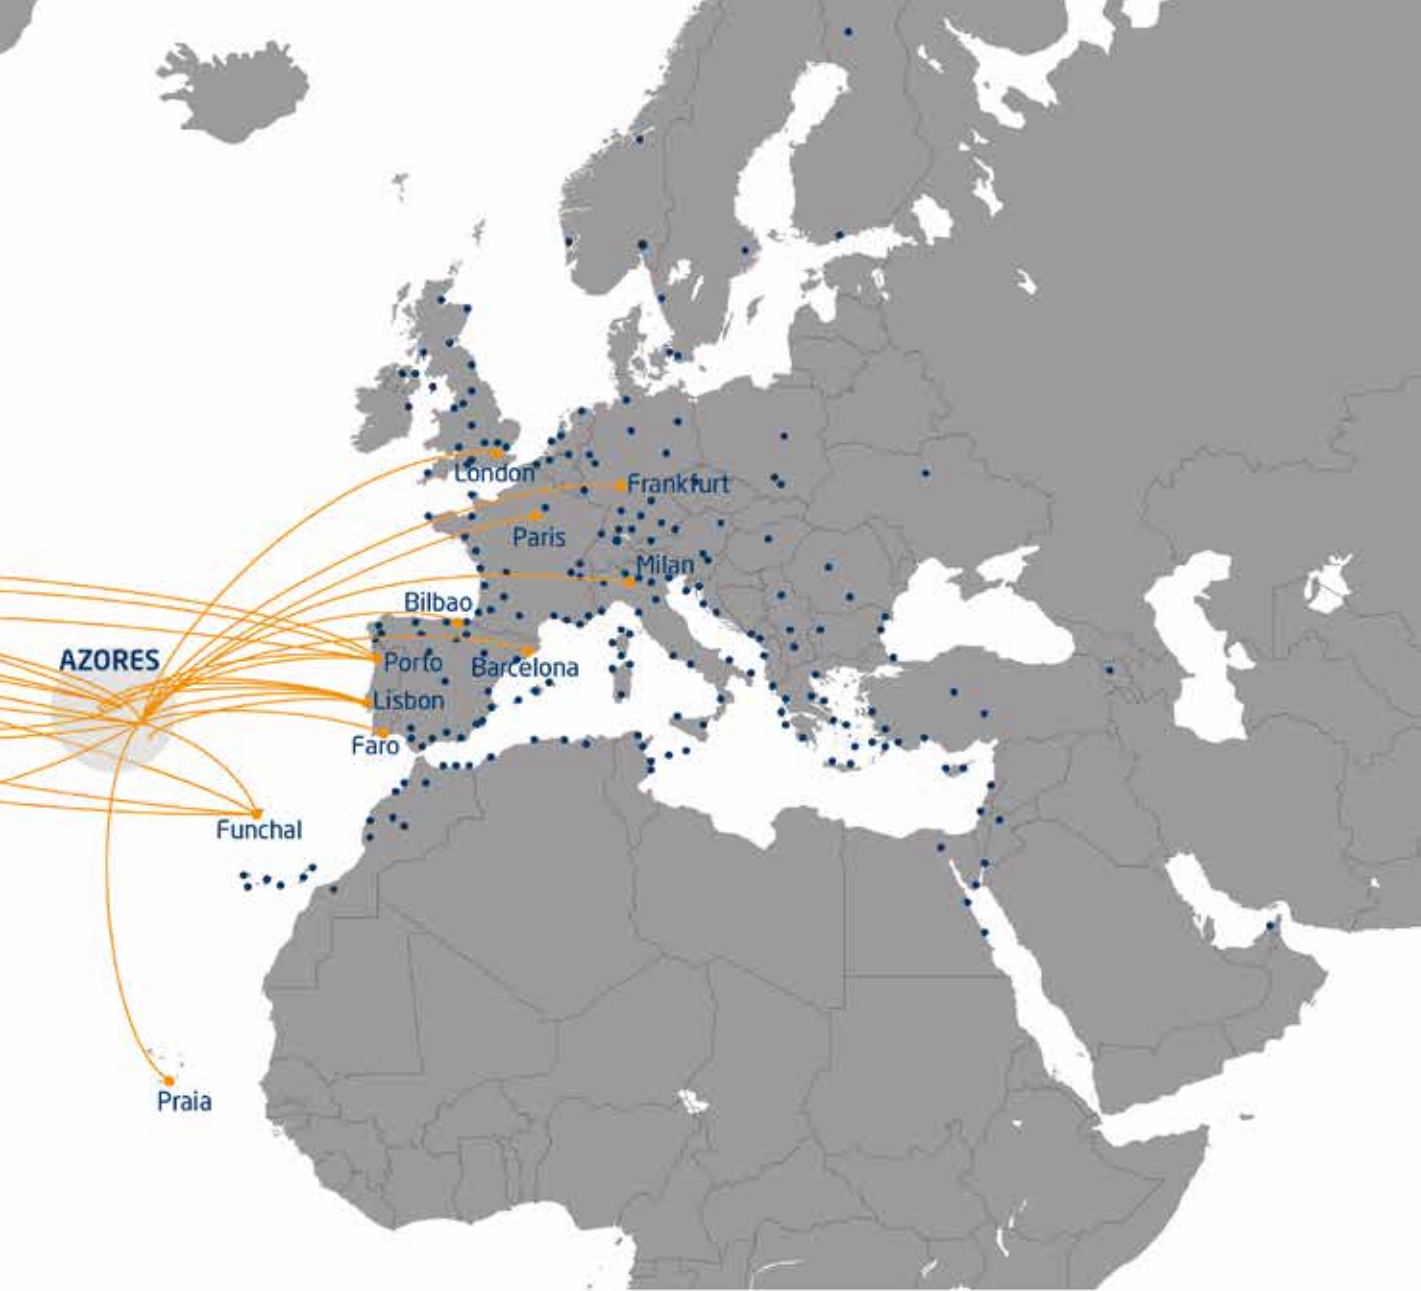 London
Frankfurt
Paris
Milan
Bilbao
AZORES
Porto
Barcelona
Lisbon
Faro
Funchal
Praia